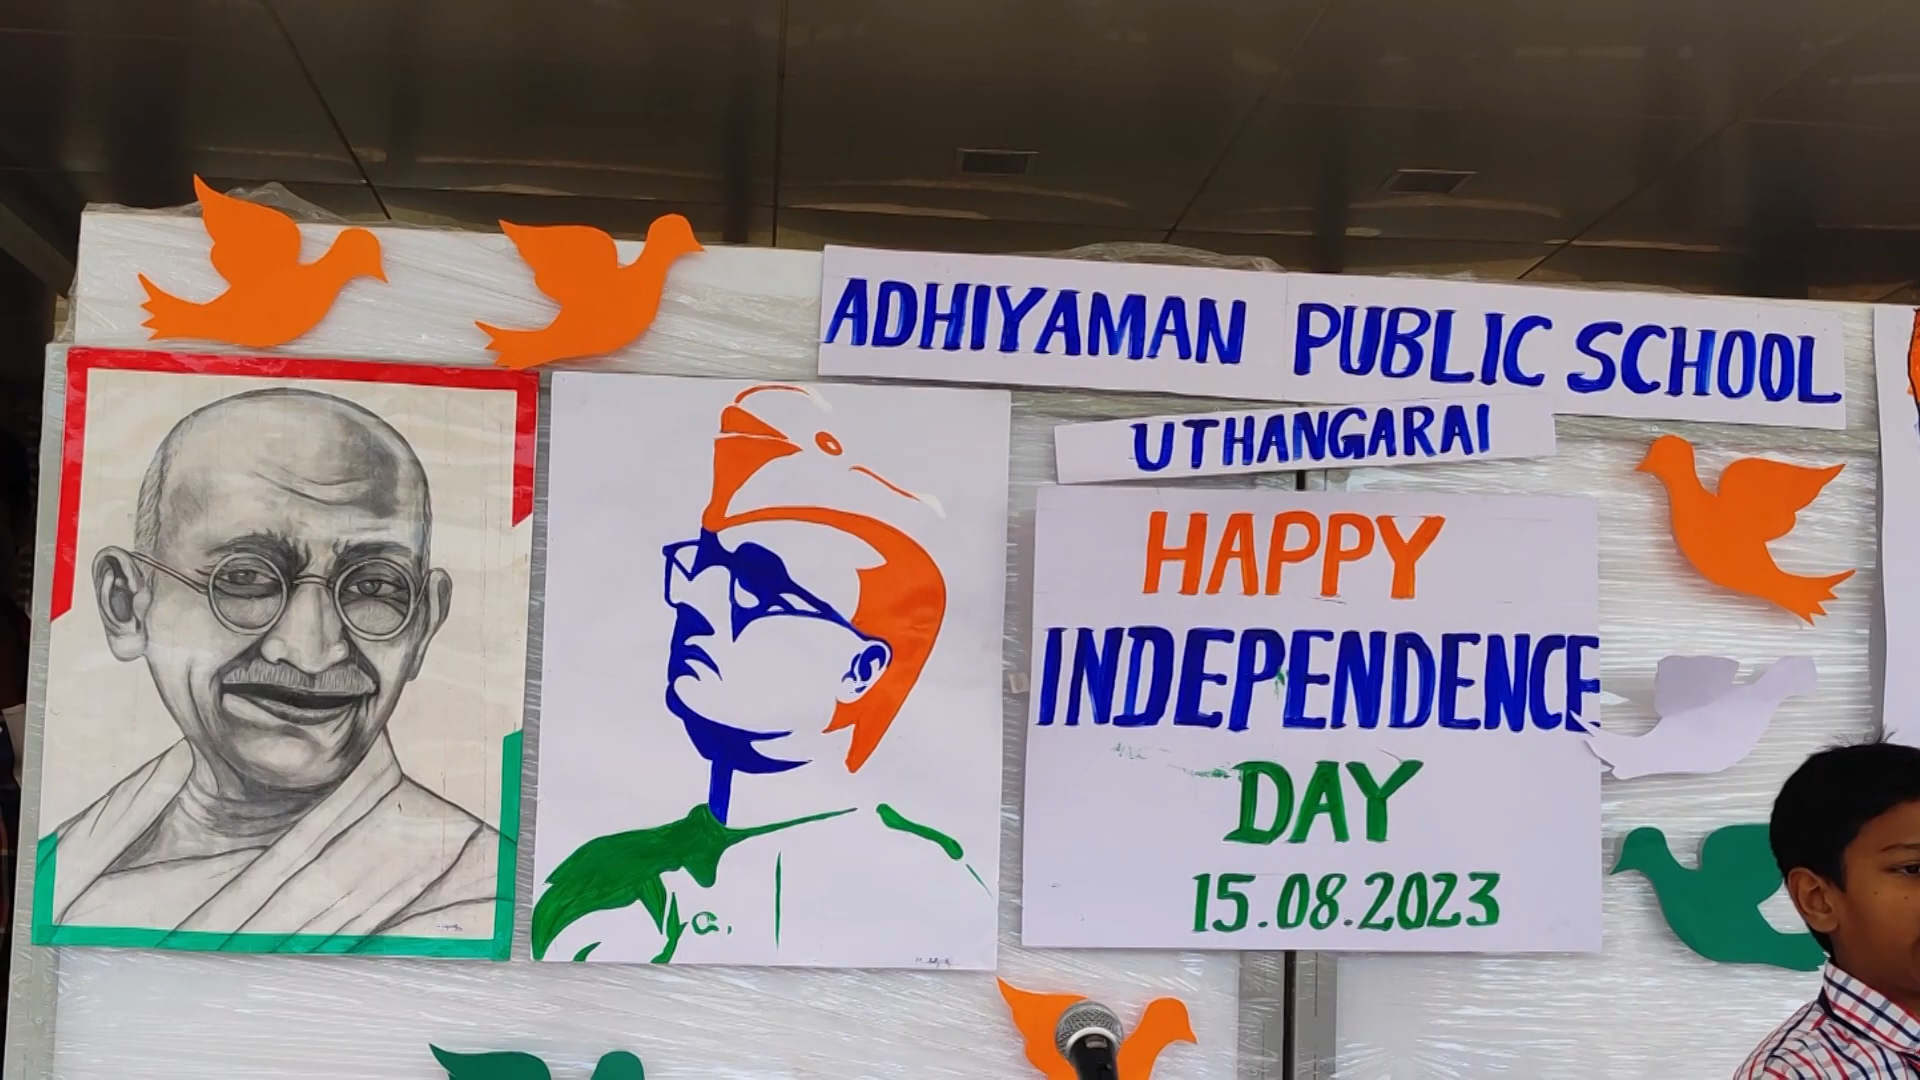 ADHIYAMAN PUBLIC SCHOOL
UTHANGARAI
HAPPY
INDEPENDENCE
DAY
15.08.2023